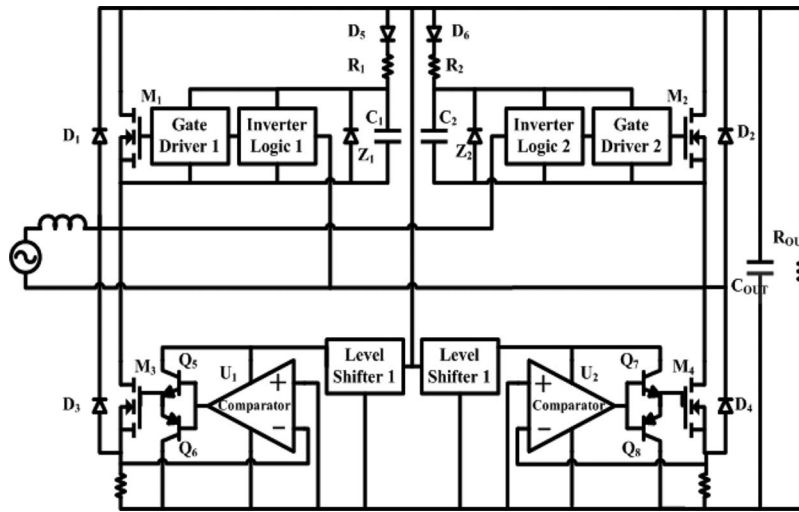 D5
D6
R1
R2
M1
C1
C2
M2
D1
Gate Driver 1
Inverter Logic 1
Z1
Z2
Inverter Logic 2
Gate Driver 2
D2
ROU
COUT
M3
Q5
U1
Level Shifter 1
Level Shifter 1
U2
Q7
M4
D3
+
Comparator
−
+
Comparator
−
D4
Q6
Q8